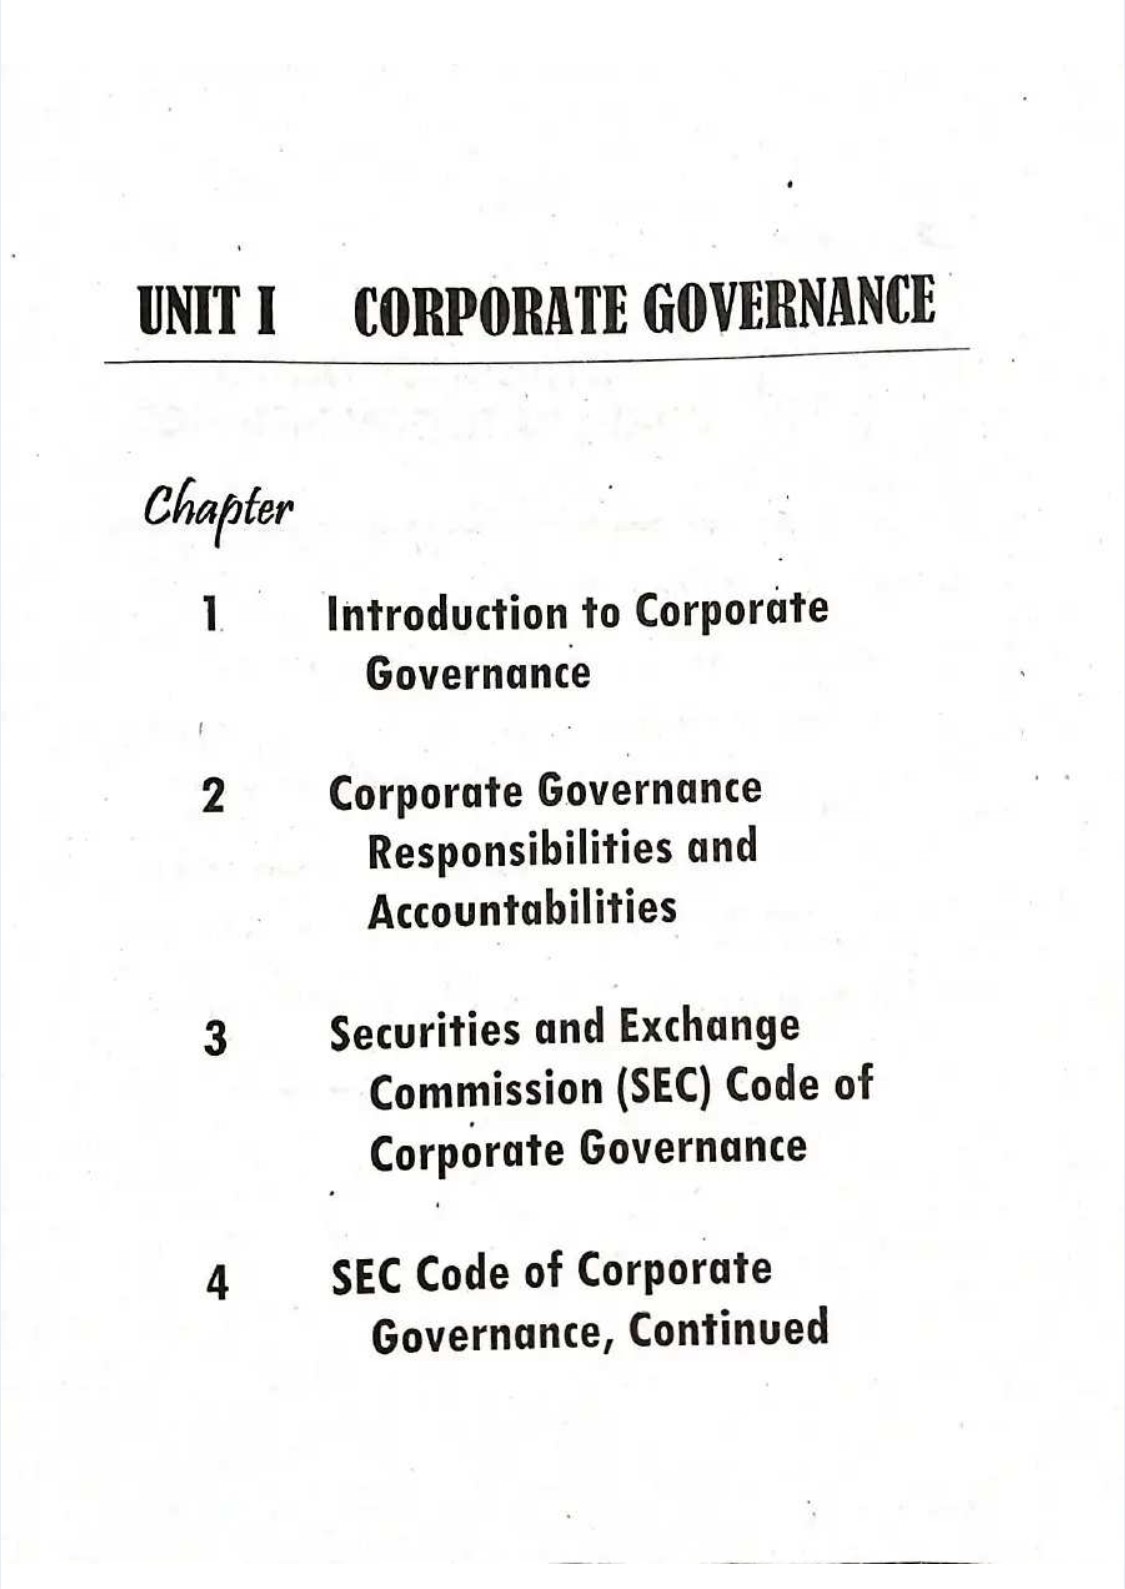 UNIT I CORPORATE GOVERNANCE
Chapter
1 Introduction to Corporate
Governance
2 Corporate Governance
Responsibilities and
Accountabilities
3 Securities and Exchange
Commission (SEC) Code of
Corporate Governance
4 SEC Code of Corporate
Governance, Continued